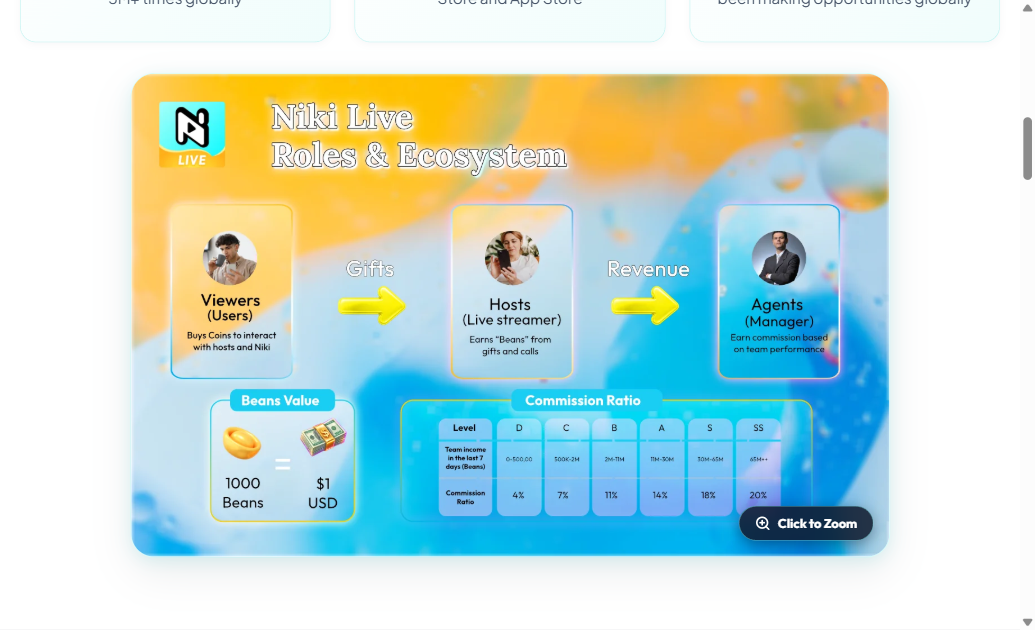 Store and App Store
been making opportunities globally
LIVE
Niki Live
Roles & Ecosystem
Viewers
(Users)
Buys Coins to interact
with hosts and Niki
Gifts
Hosts
(Live streamer)
Earns "Beans" from
gifts and calls
Revenue
Agents
(Manager)
Earn commission based
on team performance
Beans Value
1000
Beans
=
$1
USD
Commission Ratio
Level D C B A S SS
Team income
in the last 7
days (Beans)
0-500,00 500K-2M 2M-11M 11M-30M 30M-65M 65M++
Commission
Ratio
4% 7% 11% 14% 18% 20%
Click to Zoom